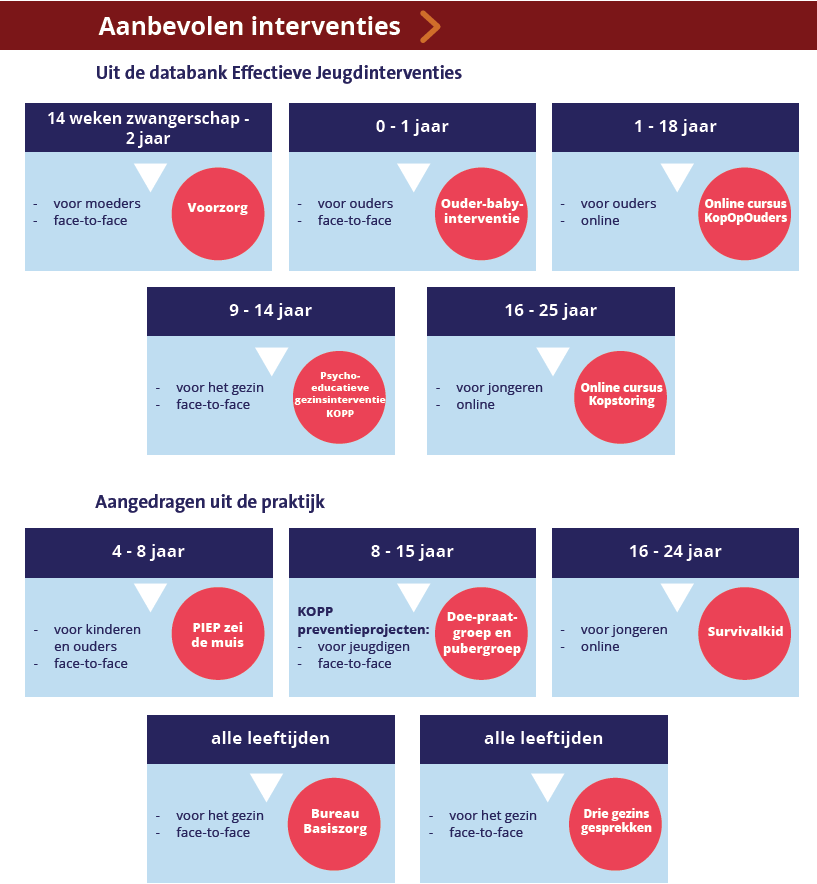 Aanbevolen interventies
Uit de databank Effectieve Jeugdinterventies
14 weken zwangerschap -
2 jaar
- voor moeders
- face-to-face
Voorzorg
0 - 1 jaar
- voor ouders
- face-to-face
Ouder-baby-
interventie
1 - 18 jaar
- voor ouders
- online
Online cursus
KopOpOuders
9 - 14 jaar
- voor het gezin
- face-to-face
Psycho-
educatieve
gezinsinterventie
KOPP
16 - 25 jaar
- voor jongeren
- online
Online cursus
Kopstoring
Aangedragen uit de praktijk
4 - 8 jaar
- voor kinderen
en ouders
- face-to-face
PIEP zei
de muis
8 - 15 jaar
KOPP
preventieprojecten:
- voor jeugdigen
- face-to-face
Doe-praat-
groep en
pubergroep
16 - 24 jaar
- voor jongeren
- online
Survivalkid
alle leeftijden
- voor het gezin
- face-to-face
Bureau
Basiszorg
alle leeftijden
- voor het gezin
- face-to-face
Drie gezins
gesprekken